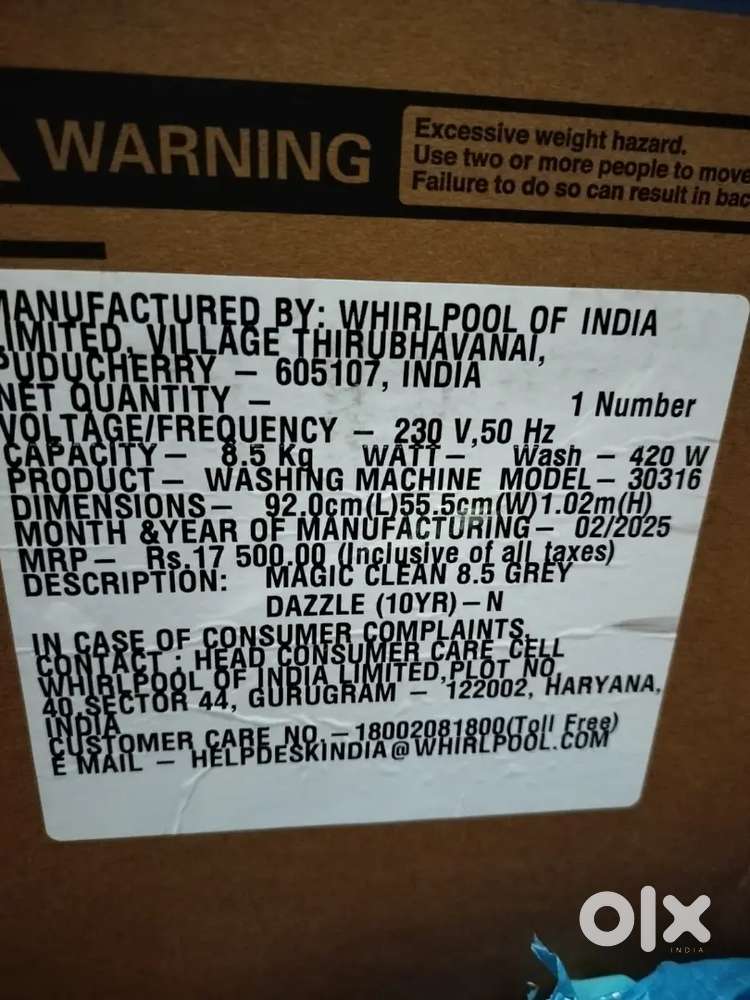 WARNING
Excessive weight hazard.
Use two or more people to move
Failure to do so can result in bac
MANUFACTURED BY: WHIRLPOOL OF INDIA
LIMITED, VILLAGE THIRUBHAVANAI,
PUDUCHERRY – 605107, INDIA
NET QUANTITY – 1 Number
VOLTAGE/FREQUENCY – 230 V,50 Hz
CAPACITY – 8.5 Kg WATT – Wash – 420 W
PRODUCT – WASHING MACHINE MODEL – 30316
DIMENSIONS – 92.0cm(L)55.5cm(W)1.02m(H)
MONTH &YEAR OF MANUFACTURING – 02/2025
MRP – Rs.17 500.00 (Inclusive of all taxes)
DESCRIPTION: MAGIC CLEAN 8.5 GREY
DAZZLE (10YR) – N
IN CASE OF CONSUMER COMPLAINTS,
CONTACT : HEAD CONSUMER CARE CELL
WHIRLPOOL OF INDIA LIMITED,PLOT NO
40 SECTOR 44, GURUGRAM – 122002, HARYANA,
INDIA
CUSTOMER CARE NO. – 18002081800(Toll Free)
E MAIL – HELPDESKINDIA@WHIRLPOOL.COM
olx
INDIA